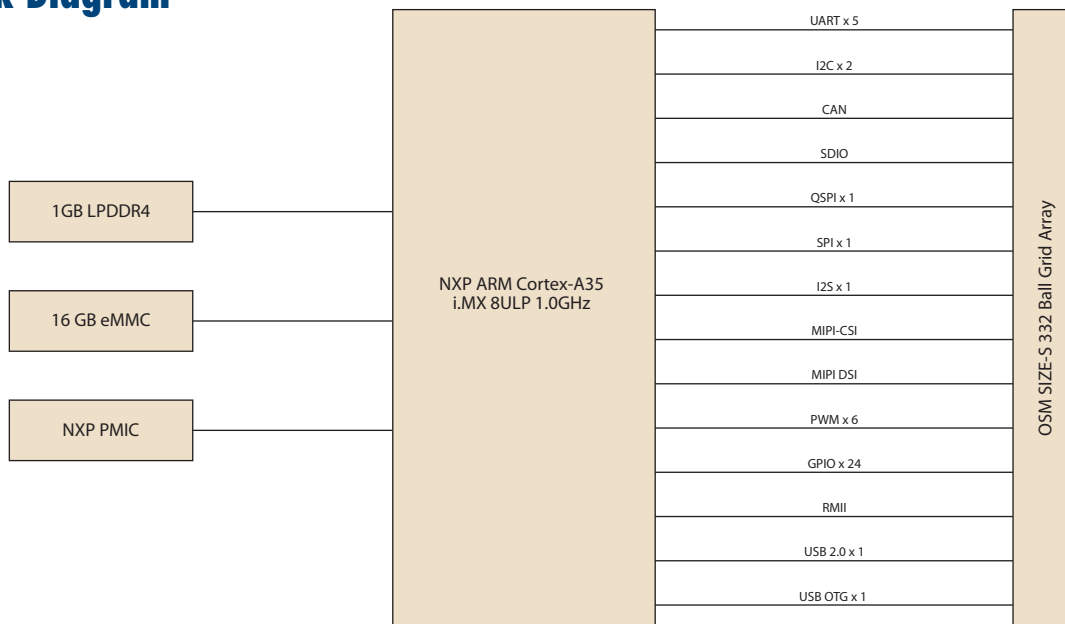 Diagram
1GB LPDDR4
16 GB eMMC
NXP PMIC
NXP ARM Cortex-A35
i.MX 8ULP 1.0GHz
UART x 5
I2C x 2
CAN
SDIO
QSPI x 1
SPI x 1
I2S x 1
MIPI-CSI
MIPI DSI
PWM x 6
GPIO x 24
RMII
USB 2.0 x 1
USB OTG x 1
OSM SIZE-S 332 Ball Grid Array